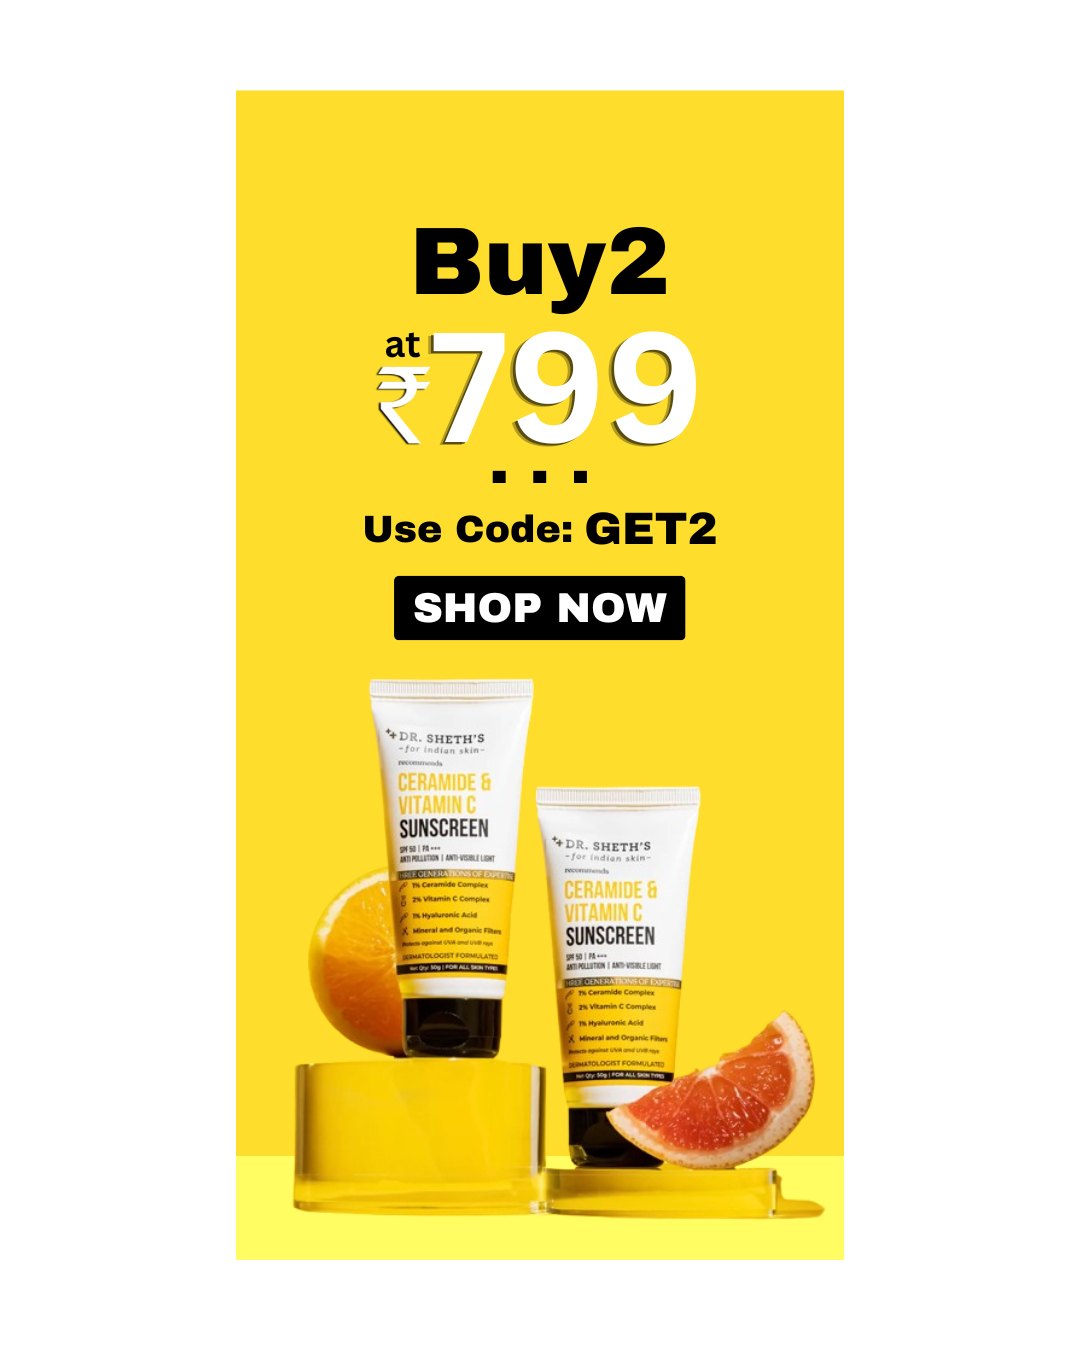 Buy2
at
₹799
...
Use Code: GET2
SHOP NOW
DR. SHETH'S
-for indian skin-
recommends
CERAMIDE &
VITAMIN C
SUNSCREEN
SPF 50 | PA +++
ANTI POLLUTION | ANTI-VISIBLE LIGHT
THREE GENERATIONS OF EXPERTISE
1% Ceramide Complex
2% Vitamin C Complex
1% Hyaluronic Acid
Mineral and Organic Filters
Protects against UVA and UVB rays
DERMATOLOGIST FORMULATED
Net Qty: 50g | FOR ALL SKIN TYPES
DR. SHETH'S
-for indian skin-
recommends
CERAMIDE &
VITAMIN C
SUNSCREEN
SPF 50 | PA +++
ANTI POLLUTION | ANTI-VISIBLE LIGHT
THREE GENERATIONS OF EXPERTISE
1% Ceramide Complex
2% Vitamin C Complex
1% Hyaluronic Acid
Mineral and Organic Filters
Protects against UVA and UVB rays
DERMATOLOGIST FORMULATED
Net Qty: 50g | FOR ALL SKIN TYPES